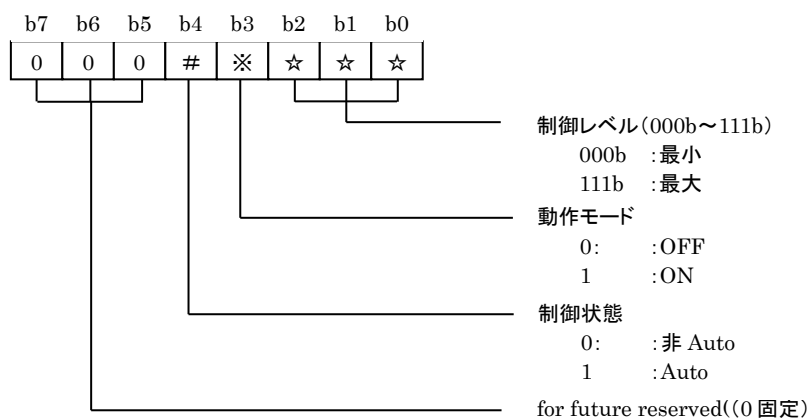 b7 b6 b5 b4 b3 b2 b1 b0
0 0 0 # ※ ☆ ☆ ☆
制御レベル(000b～111b)
000b :最小
111b :最大
動作モード
0: :OFF
1 :ON
制御状態
0: :非 Auto
1 :Auto
for future reserved((0 固定)